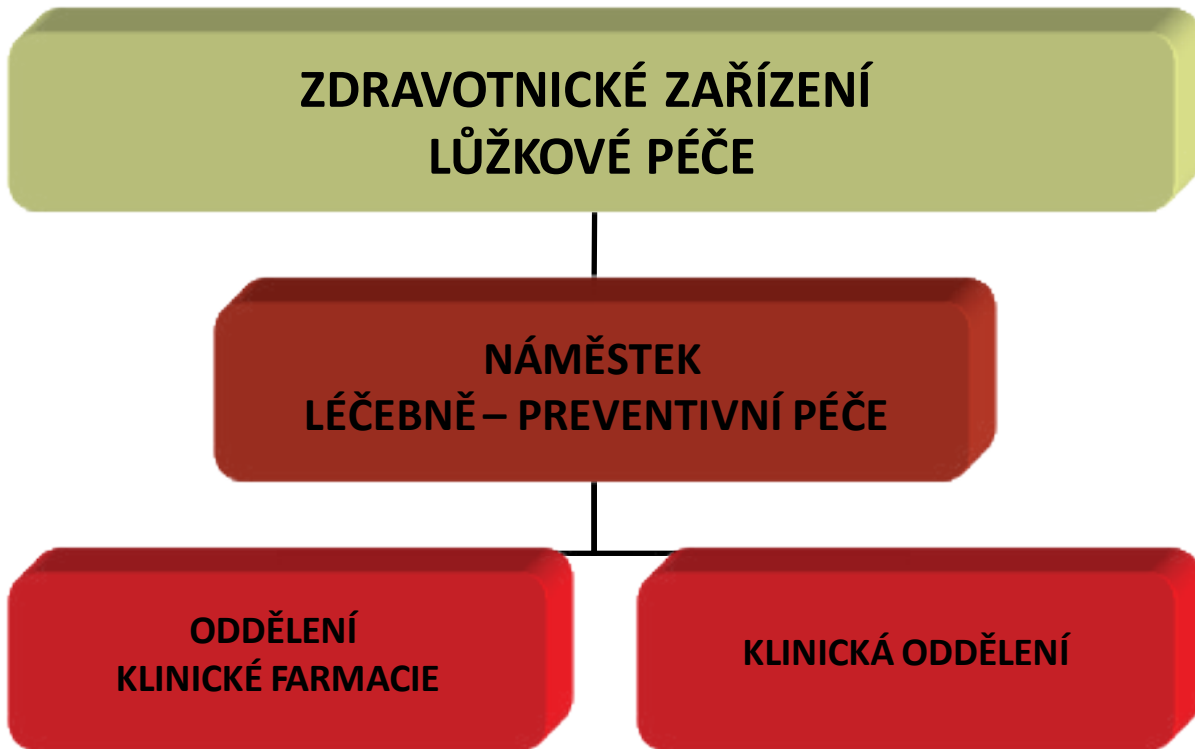 ZDRAVOTNICKÉ ZAŘÍZENÍ
LŮŽKOVÉ PÉČE
NÁMĚSTEK
LÉČEBNĚ – PREVENTIVNÍ PÉČE
ODDĚLENÍ
KLINICKÉ FARMACIE
KLINICKÁ ODDĚLENÍ